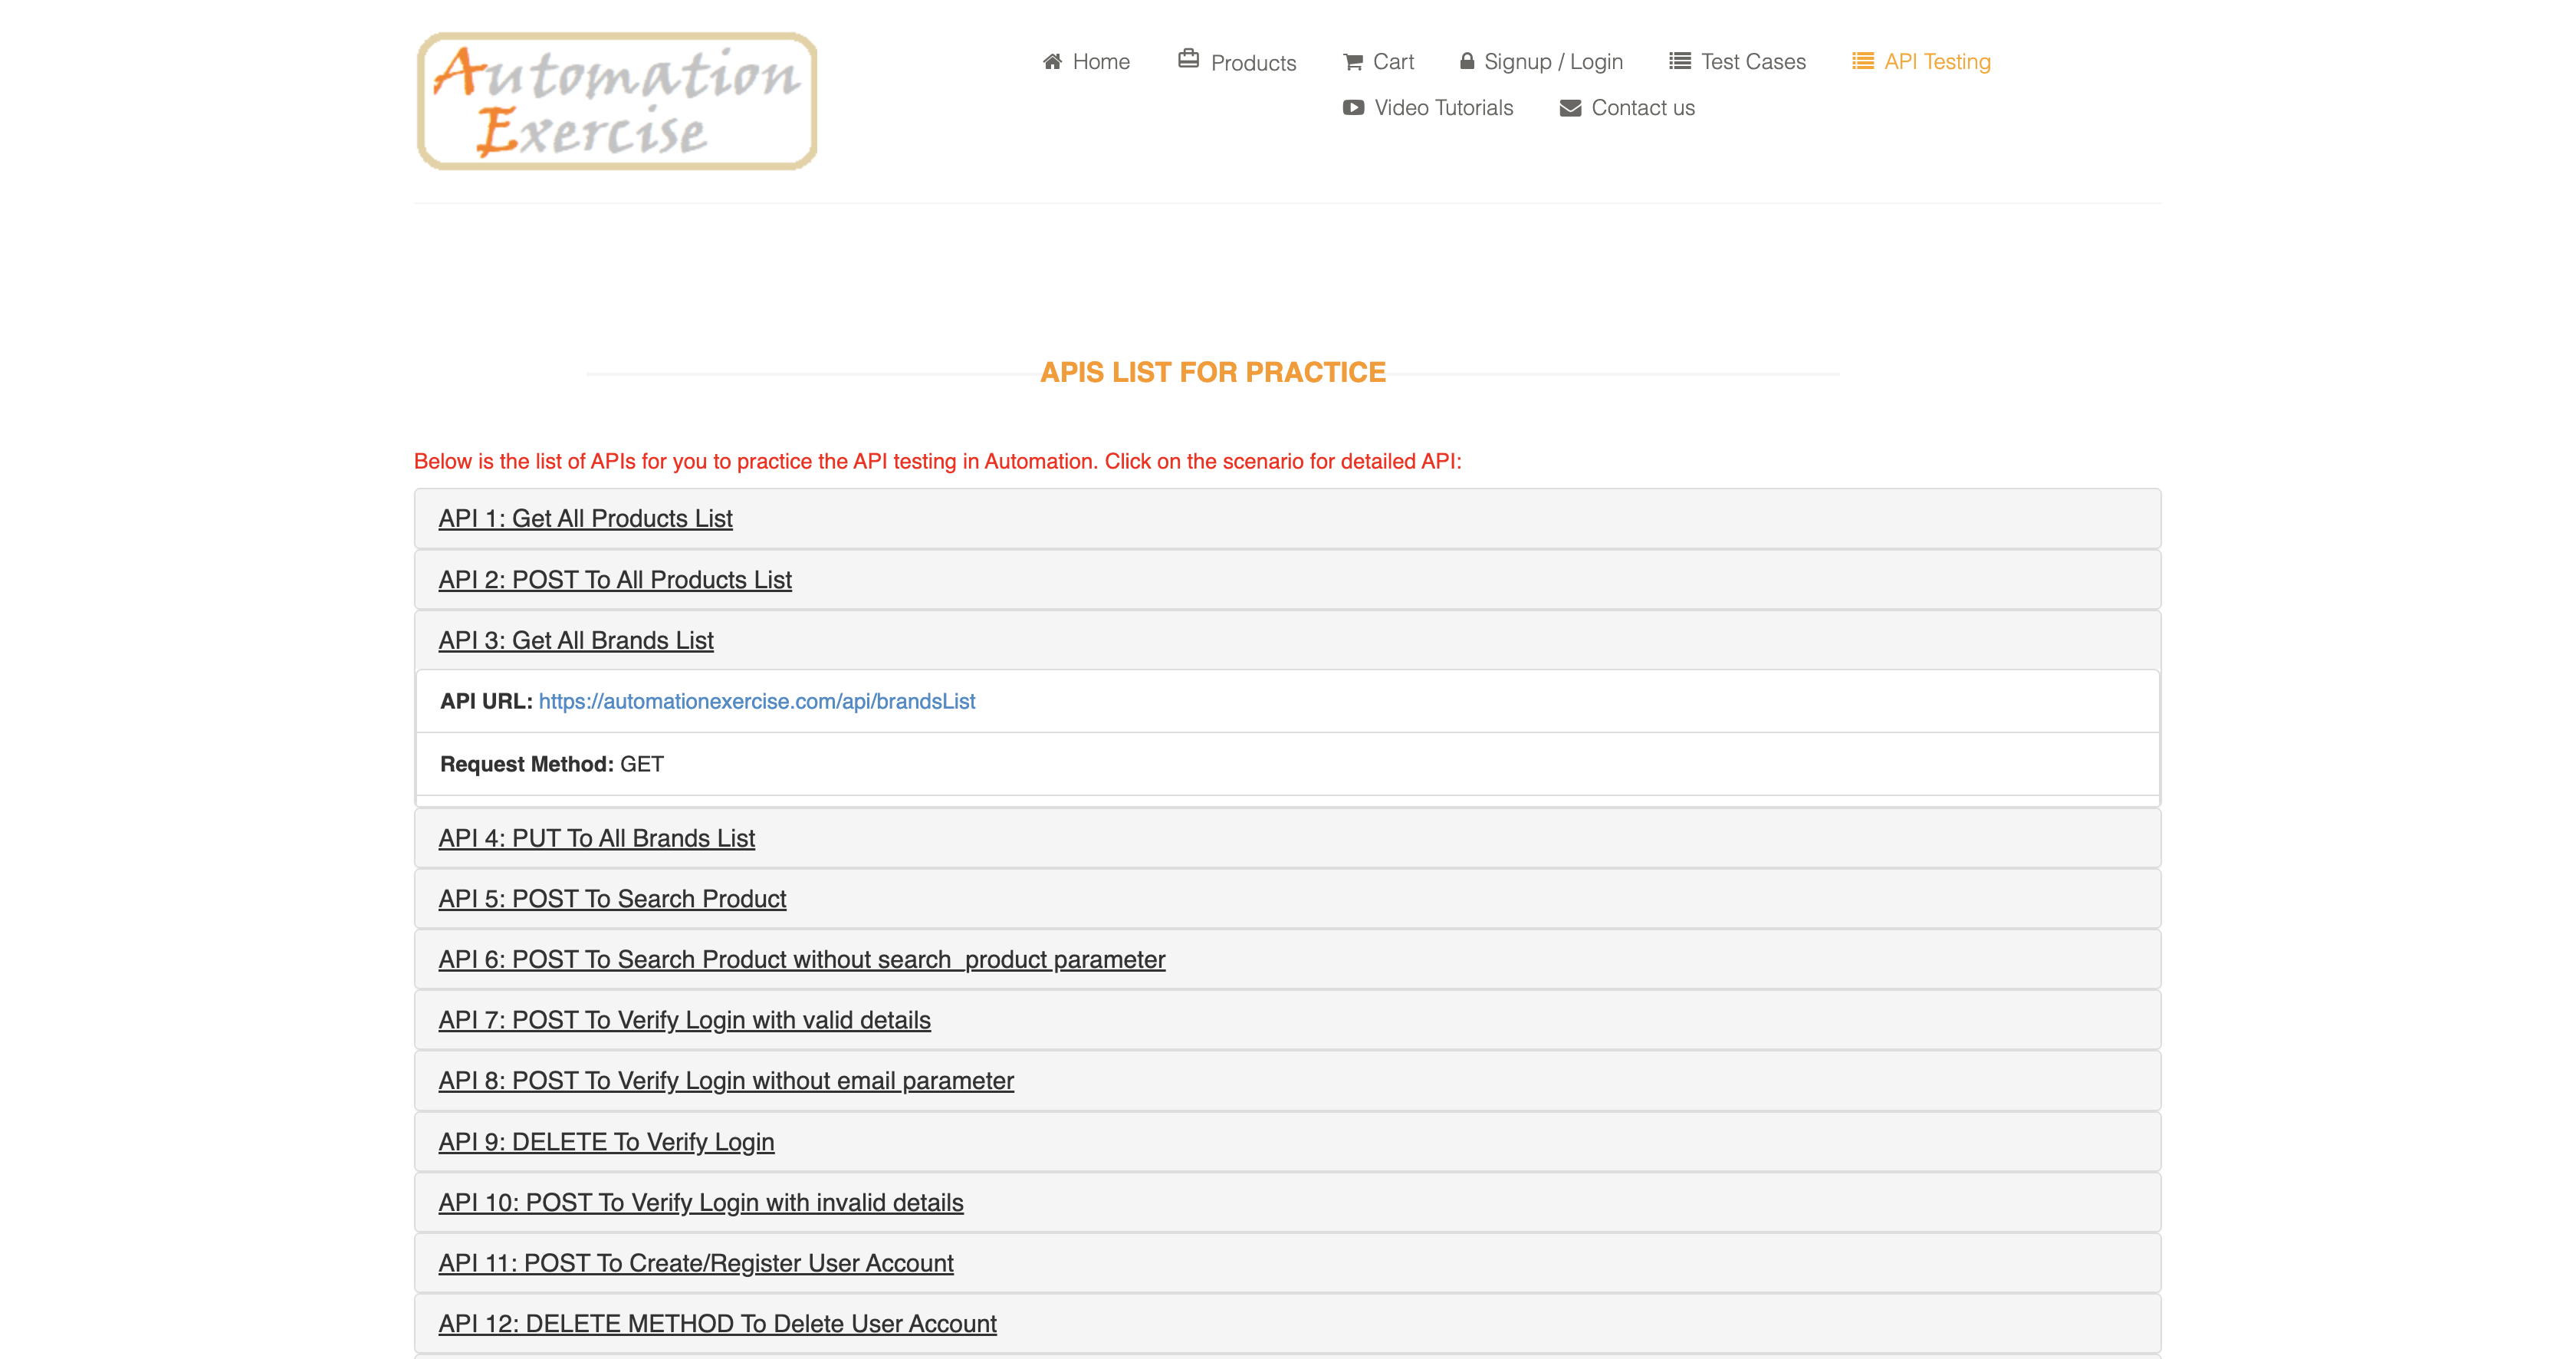 Automation
Exercise
Home Products Cart Signup / Login Test Cases API Testing
Video Tutorials Contact us
APIS LIST FOR PRACTICE
Below is the list of APIs for you to practice the API testing in Automation. Click on the scenario for detailed API:
API 1: Get All Products List
API 2: POST To All Products List
API 3: Get All Brands List
API URL: https://automationexercise.com/api/brandsList
Request Method: GET
API 4: PUT To All Brands List
API 5: POST To Search Product
API 6: POST To Search Product without search_product parameter
API 7: POST To Verify Login with valid details
API 8: POST To Verify Login without email parameter
API 9: DELETE To Verify Login
API 10: POST To Verify Login with invalid details
API 11: POST To Create/Register User Account
API 12: DELETE METHOD To Delete User Account